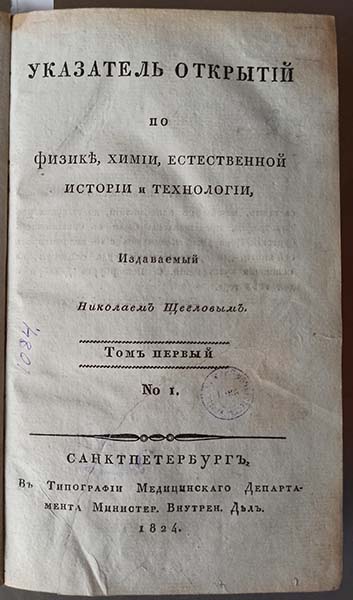 УКАЗАТЕЛЬ ОТКРЫТІЙ
ПО
ФИЗИКѢ, ХИМІИ, ЕСТЕСТВЕННОЙ
ИСТОРІИ и ТЕХНОЛОГІИ,
Издаваемый
Николаемъ Щегловымъ.
Томъ первый
No 1.
САНКТПЕТЕРБУРГЪ,
Въ Типографіи Медицинскаго Департа-
мента Министер. Внутрен. Дѣлъ.
1824.